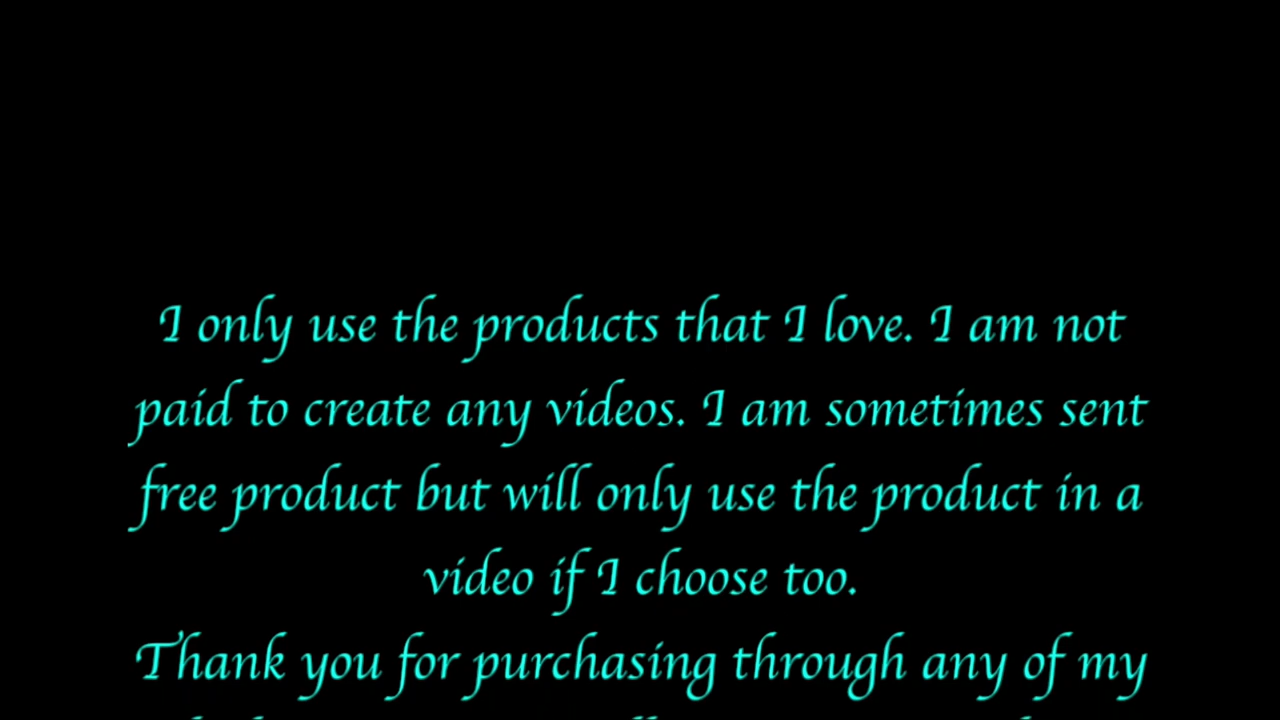 I only use the products that I love. I am not
paid to create any videos. I am sometimes sent
free product but will only use the product in a
video if I choose too.
Thank you for purchasing through any of my